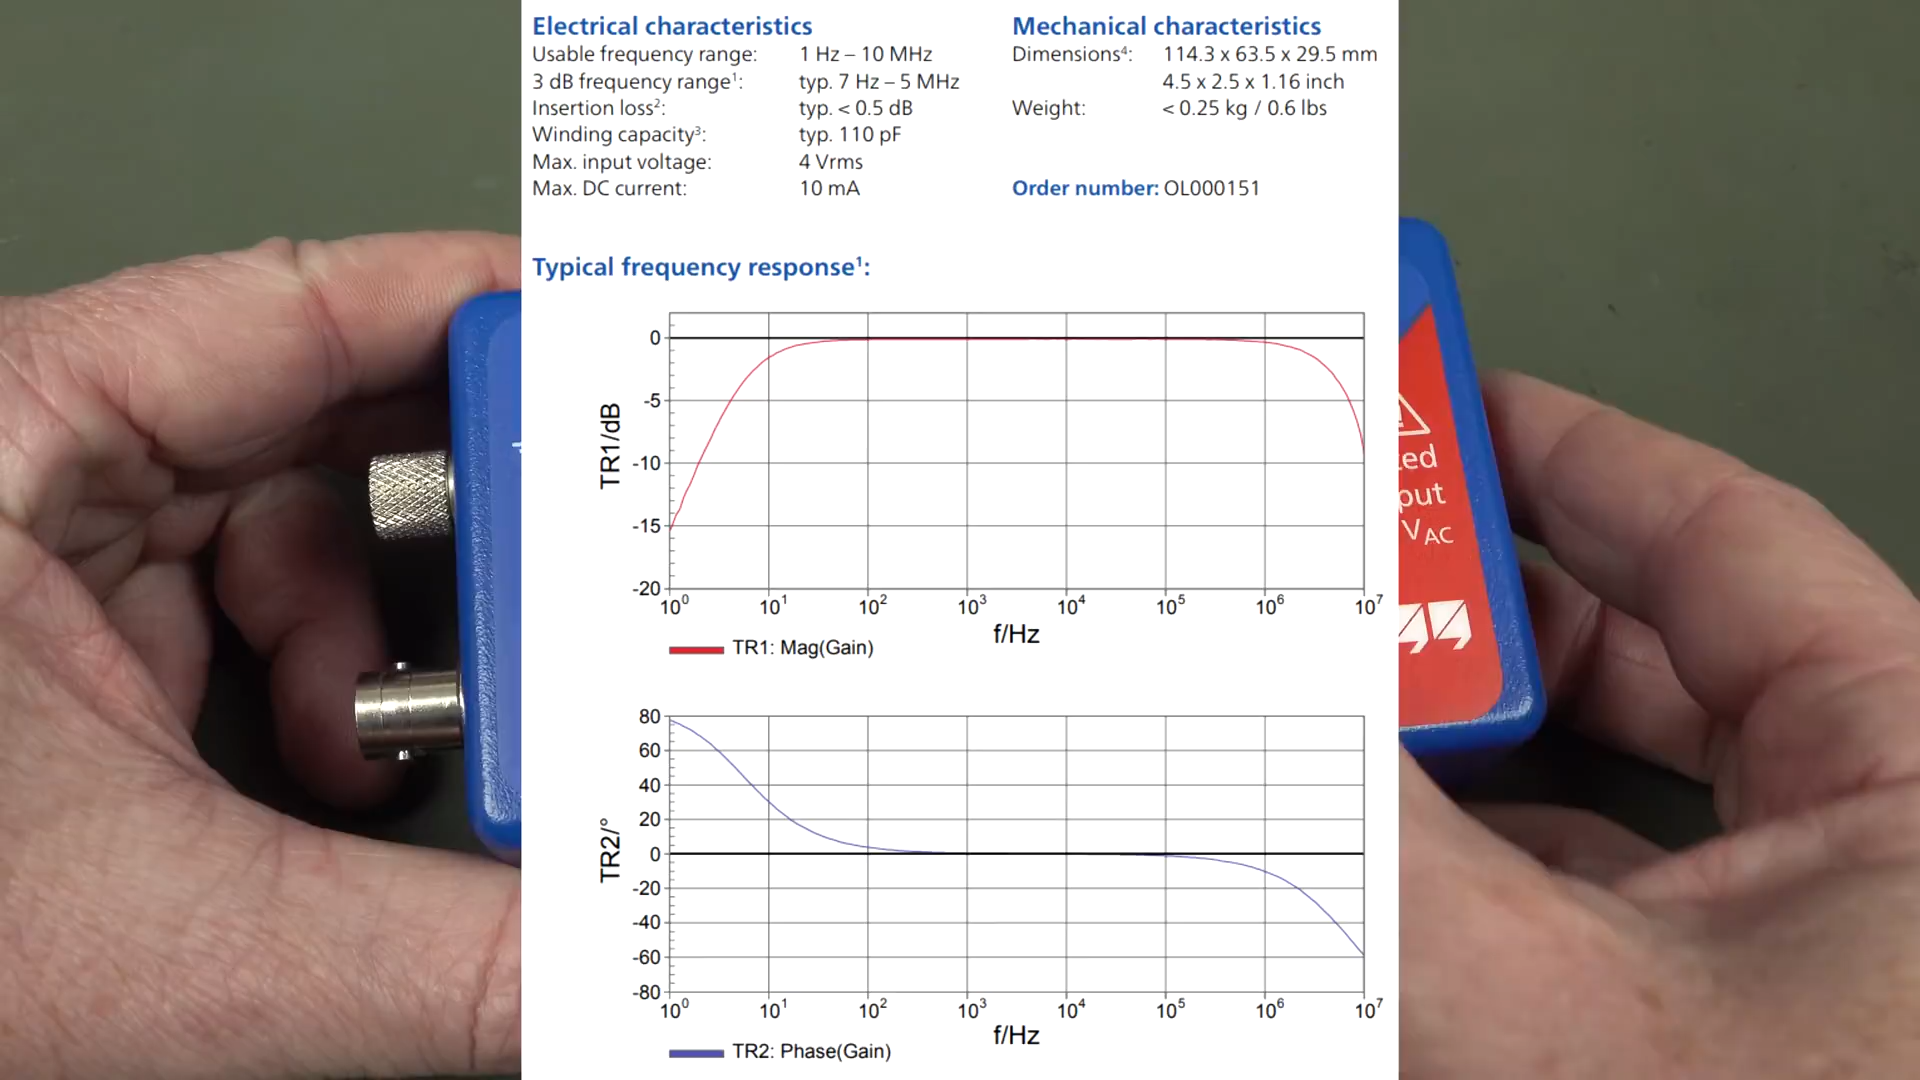 Electrical characteristics
Usable frequency range: 1 Hz – 10 MHz
3 dB frequency range¹: typ. 7 Hz – 5 MHz
Insertion loss²: typ. < 0.5 dB
Winding capacity³: typ. 110 pF
Max. input voltage: 4 Vrms
Max. DC current: 10 mA
Mechanical characteristics
Dimensions⁴: 114.3 x 63.5 x 29.5 mm
4.5 x 2.5 x 1.16 inch
Weight: < 0.25 kg / 0.6 lbs
Order number: OL000151
Typical frequency response¹:
TR1/dB
0
-5
-10
-15
-20
10⁰ 10¹ 10² 10³ 10⁴ 10⁵ 10⁶ 10⁷
f/Hz
TR1: Mag(Gain)
TR2/°
80
60
40
20
0
-20
-40
-60
-80
10⁰ 10¹ 10² 10³ 10⁴ 10⁵ 10⁶ 10⁷
f/Hz
TR2: Phase(Gain)
VAC